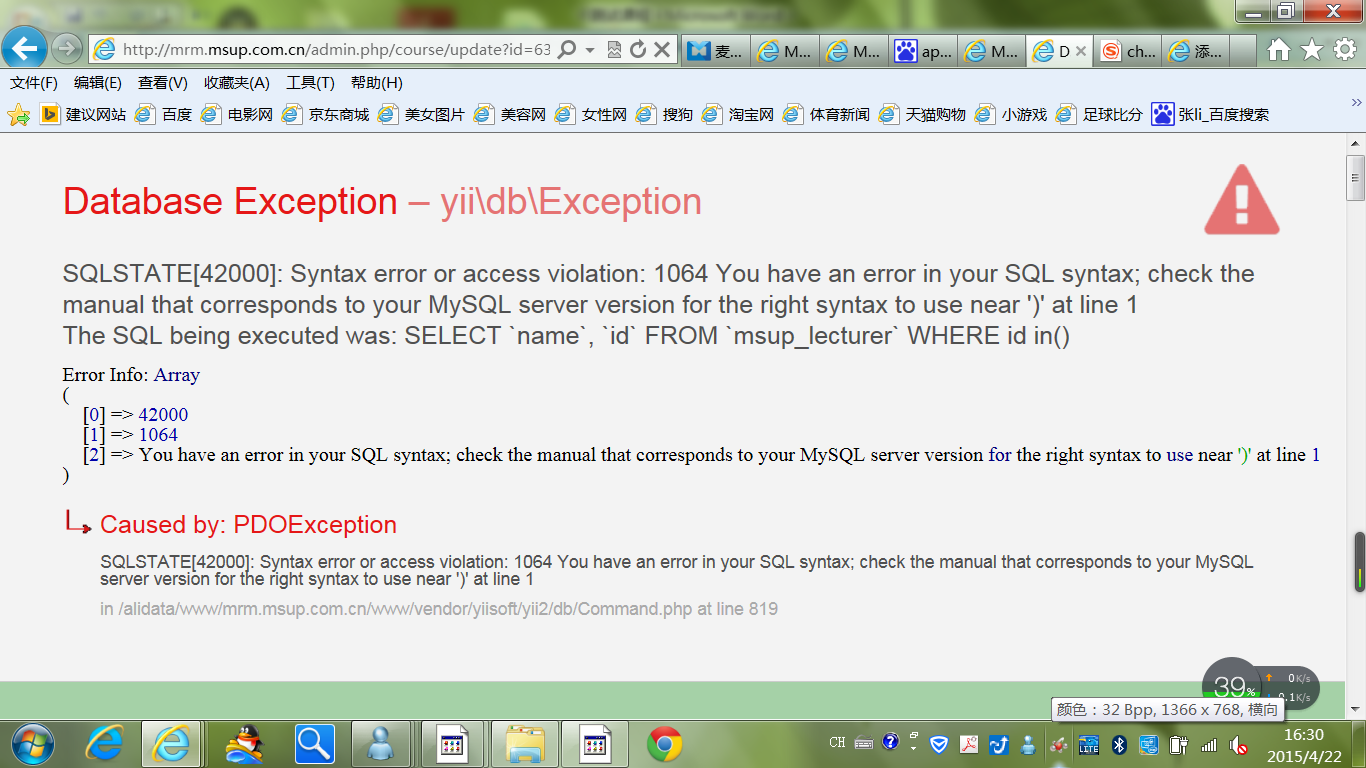 http://mrm.msup.com.cn/admin.php/course/update?id=63
麦...
M...
M...
ap...
M...
D
ch...
添...
文件(F) 编辑(E) 查看(V) 收藏夹(A) 工具(T) 帮助(H)
建议网站 百度 电影网 京东商城 美女图片 美容网 女性网 搜狗 淘宝网 体育新闻 天猫购物 小游戏 足球比分 张li_百度搜索
Database Exception – yii\db\Exception
SQLSTATE[42000]: Syntax error or access violation: 1064 You have an error in your SQL syntax; check the
manual that corresponds to your MySQL server version for the right syntax to use near ')' at line 1
The SQL being executed was: SELECT `name`, `id` FROM `msup_lecturer` WHERE id in()
Error Info: Array
(
[0] => 42000
[1] => 1064
[2] => You have an error in your SQL syntax; check the manual that corresponds to your MySQL server version for the right syntax to use near ')' at line 1
)
Caused by: PDOException
SQLSTATE[42000]: Syntax error or access violation: 1064 You have an error in your SQL syntax; check the manual that corresponds to your MySQL
server version for the right syntax to use near ')' at line 1
in /alidata/www/mrm.msup.com.cn/www/vendor/yiisoft/yii2/db/Command.php at line 819
39%
0K/s
0.1K/s
颜色：32 Bpp, 1366 x 768, 横向
CH
LITE
16:30
2015/4/22